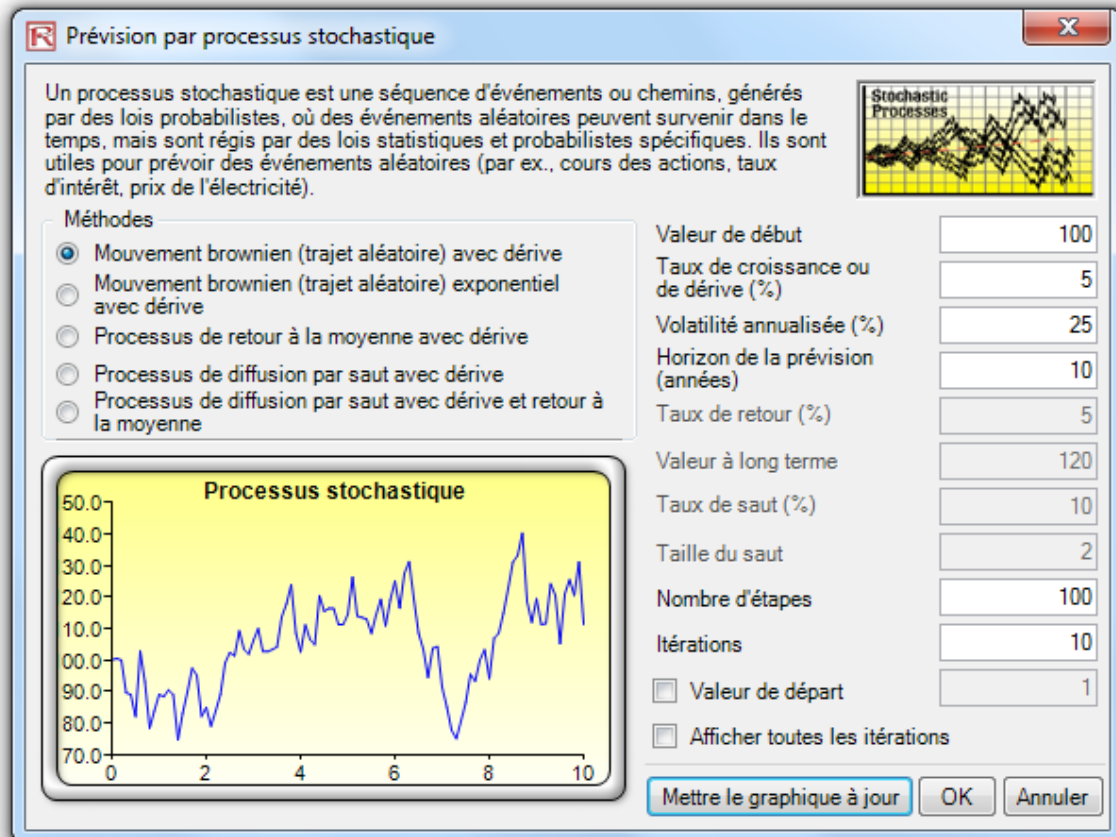 Prévision par processus stochastique
Un processus stochastique est une séquence d'événements ou chemins, générés
par des lois probabilistes, où des événements aléatoires peuvent survenir dans le
temps, mais sont régis par des lois statistiques et probabilistes spécifiques. Ils sont
utiles pour prévoir des événements aléatoires (par ex., cours des actions, taux
d'intérêt, prix de l'électricité).
Stochastic
Processes
Méthodes
Mouvement brownien (trajet aléatoire) avec dérive
Mouvement brownien (trajet aléatoire) exponentiel
avec dérive
Processus de retour à la moyenne avec dérive
Processus de diffusion par saut avec dérive
Processus de diffusion par saut avec dérive et retour à
la moyenne
Valeur de début 100
Taux de croissance ou
de dérive (%) 5
Volatilité annualisée (%) 25
Horizon de la prévision
(années) 10
Taux de retour (%) 5
Valeur à long terme 120
Taux de saut (%) 10
Taille du saut 2
Nombre d'étapes 100
Itérations 10
Valeur de départ 1
Afficher toutes les itérations
Processus stochastique
50.0
40.0
20.0
10.0
00.0
90.0
80.0
70.0
0 2 4 6 8 10
Mettre le graphique à jour OK Annuler